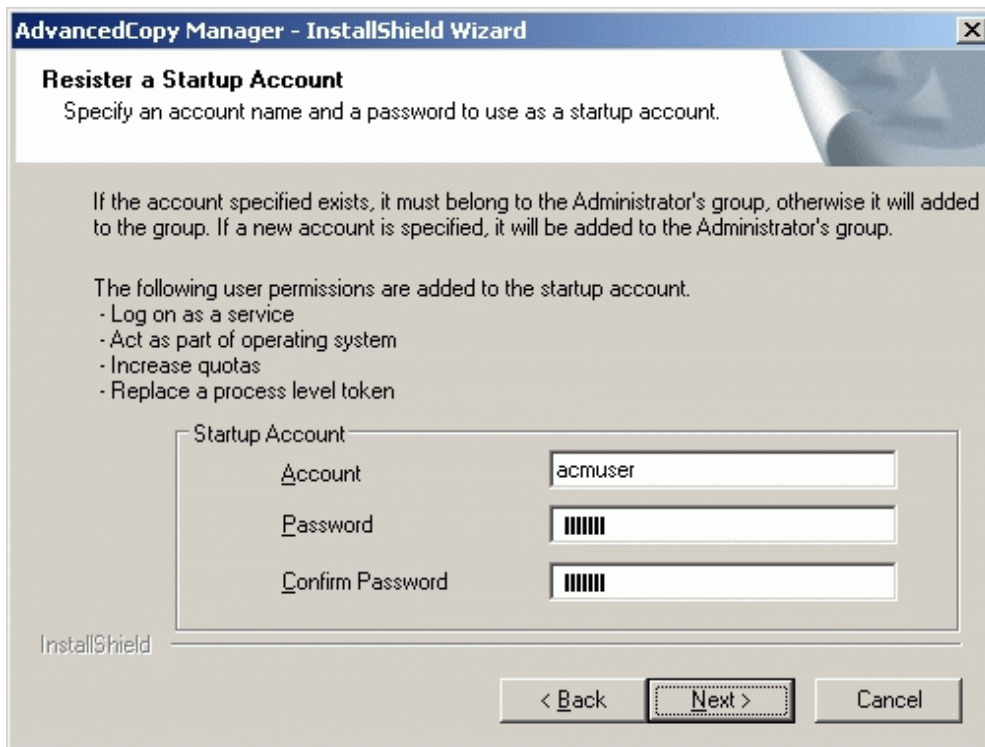 AdvancedCopy Manager - InstallShield Wizard
Resister a Startup Account
Specify an account name and a password to use as a startup account.
If the account specified exists, it must belong to the Administrator's group, otherwise it will added
to the group. If a new account is specified, it will be added to the Administrator's group.
The following user permissions are added to the startup account.
- Log on as a service
- Act as part of operating system
- Increase quotas
- Replace a process level token
Startup Account
Account
acmuser
Password
Confirm Password
InstallShield
< Back
Next >
Cancel